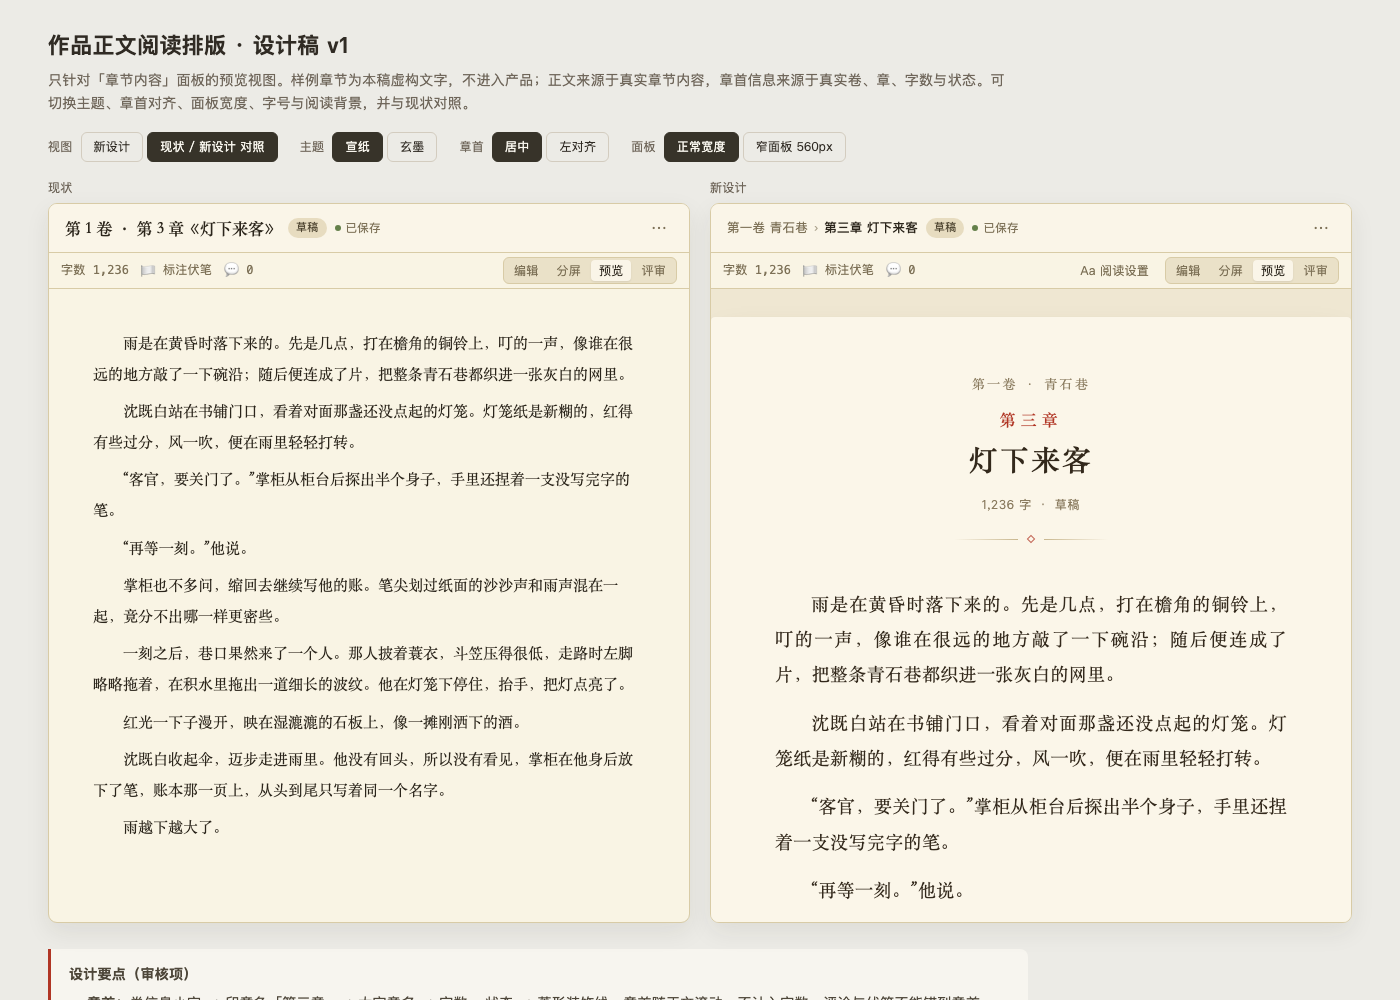 作品正文阅读排版 · 设计稿 v1
只针对「章节内容」面板的预览视图。样例章节为本稿虚构文字，不进入产品；正文来源于真实章节内容，章首信息来源于真实卷、章、字数与状态。可
切换主题、章首对齐、面板宽度、字号与阅读背景，并与现状对照。
视图 新设计 现状 / 新设计 对照 主题 宣纸 玄墨 章首 居中 左对齐 面板 正常宽度 窄面板 560px
现状
第 1 卷 · 第 3 章《灯下来客》 草稿 已保存 ···
字数 1,236 标注伏笔 0 编辑 分屏 预览 评审
雨是在黄昏时落下来的。先是几点，打在檐角的铜铃上，叮的一声，像谁在很
远的地方敲了一下碗沿；随后便连成了片，把整条青石巷都织进一张灰白的网里。
沈既白站在书铺门口，看着对面那盏还没点起的灯笼。灯笼纸是新糊的，红得
有些过分，风一吹，便在雨里轻轻打转。
“客官，要关门了。”掌柜从柜台后探出半个身子，手里还捏着一支没写完字的
笔。
“再等一刻。”他说。
掌柜也不多问，缩回去继续写他的账。笔尖划过纸面的沙沙声和雨声混在一
起，竟分不出哪一样更密些。
一刻之后，巷口果然来了一个人。那人披着蓑衣，斗笠压得很低，走路时左脚
略略拖着，在积水里拖出一道细长的波纹。他在灯笼下停住，抬手，把灯点亮了。
红光一下子漫开，映在湿漉漉的石板上，像一摊刚洒下的酒。
沈既白收起伞，迈步走进雨里。他没有回头，所以没有看见，掌柜在他身后放
下了笔，账本那一页上，从头到尾只写着同一个名字。
雨越下越大了。
新设计
第一卷 青石巷 › 第三章 灯下来客 草稿 已保存 ···
字数 1,236 标注伏笔 0 Aa 阅读设置 编辑 分屏 预览 评审
第一卷 · 青石巷
第三章
灯下来客
1,236 字 · 草稿
雨是在黄昏时落下来的。先是几点，打在檐角的铜铃上，
叮的一声，像谁在很远的地方敲了一下碗沿；随后便连成了
片，把整条青石巷都织进一张灰白的网里。
沈既白站在书铺门口，看着对面那盏还没点起的灯笼。灯
笼纸是新糊的，红得有些过分，风一吹，便在雨里轻轻打转。
“客官，要关门了。”掌柜从柜台后探出半个身子，手里还捏
着一支没写完字的笔。
“再等一刻。”他说。
设计要点（审核项）